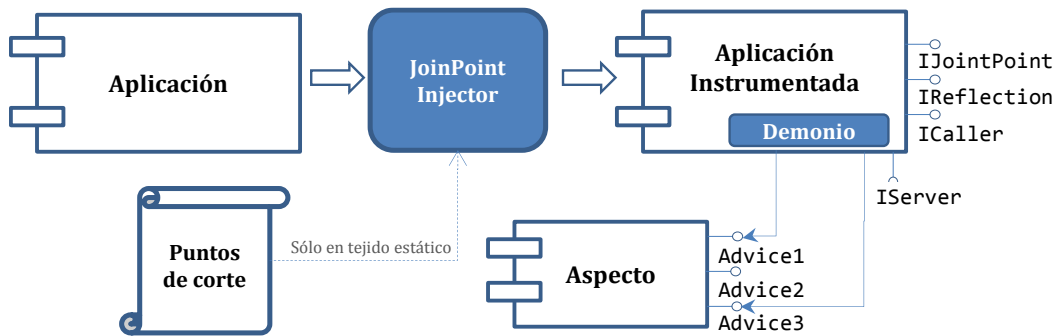 Aplicación
JoinPoint
Injector
Aplicación
Instrumentada
Demonio
IJointPoint
IReflection
ICaller
IServer
Puntos
de corte
Sólo en tejido estático
Aspecto
Advice1
Advice2
Advice3